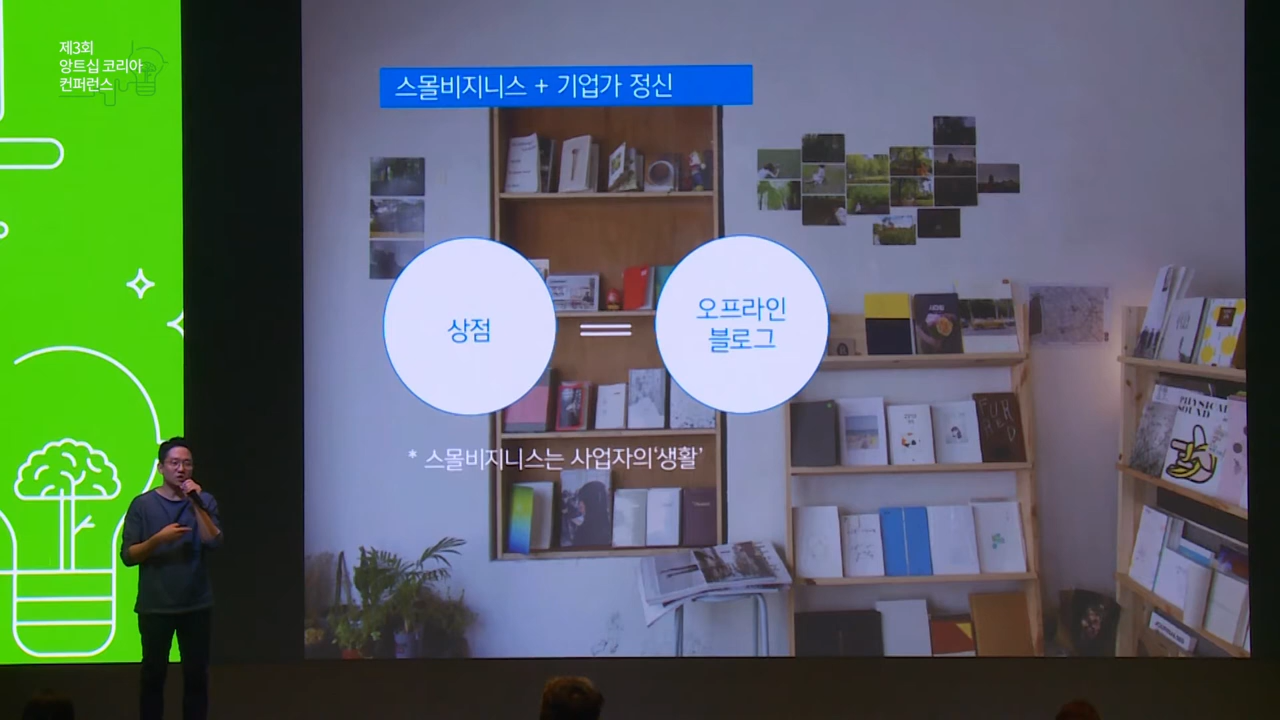 제3회
앙트십 코리아
컨퍼런스
스몰비지니스 + 기업가 정신
상점
오프라인
블로그
* 스몰비지니스는 사업자의‘생활’
PHYSICAL
SOUND